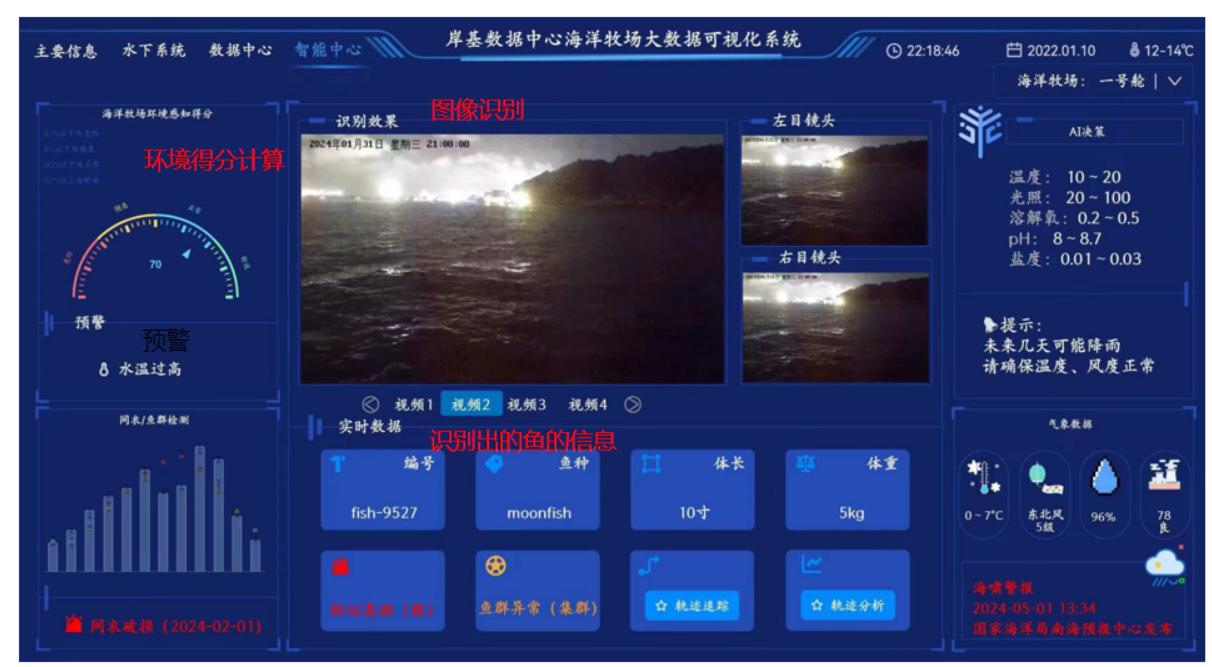 主要信息 水下系统 数据中心 智能中心
岸基数据中心海洋牧场大数据可视化系统
22:18:46 2022.01.10 12-14℃
海洋牧场: 一号舱
海洋牧场环境感知得分
环境得分计算
正常
70
预警
预警
水温过高
网衣/鱼群检测
网衣破损 (2024-02-01)
图像识别
识别效果
2024年01月31日 星期三 21:00:00
左目镜头
右目镜头
视频1 视频2 视频3 视频4
实时数据
识别出的鱼的信息
编号
fish-9527
鱼种
moonfish
体长
10寸
体重
5kg
鱼群异常 (集群)
☆ 轨迹追踪
☆ 轨迹分析
AI决策
温度: 10~20
光照: 20~100
溶解氧: 0.2~0.5
pH: 8~8.7
盐度: 0.01~0.03
提示:
未来几天可能降雨
请确保温度、风度正常
气象数据
0~7℃
东北风
5级
96%
78
良
海啸警报
2024-05-01 13:34
国家海洋局南海预报中心发布